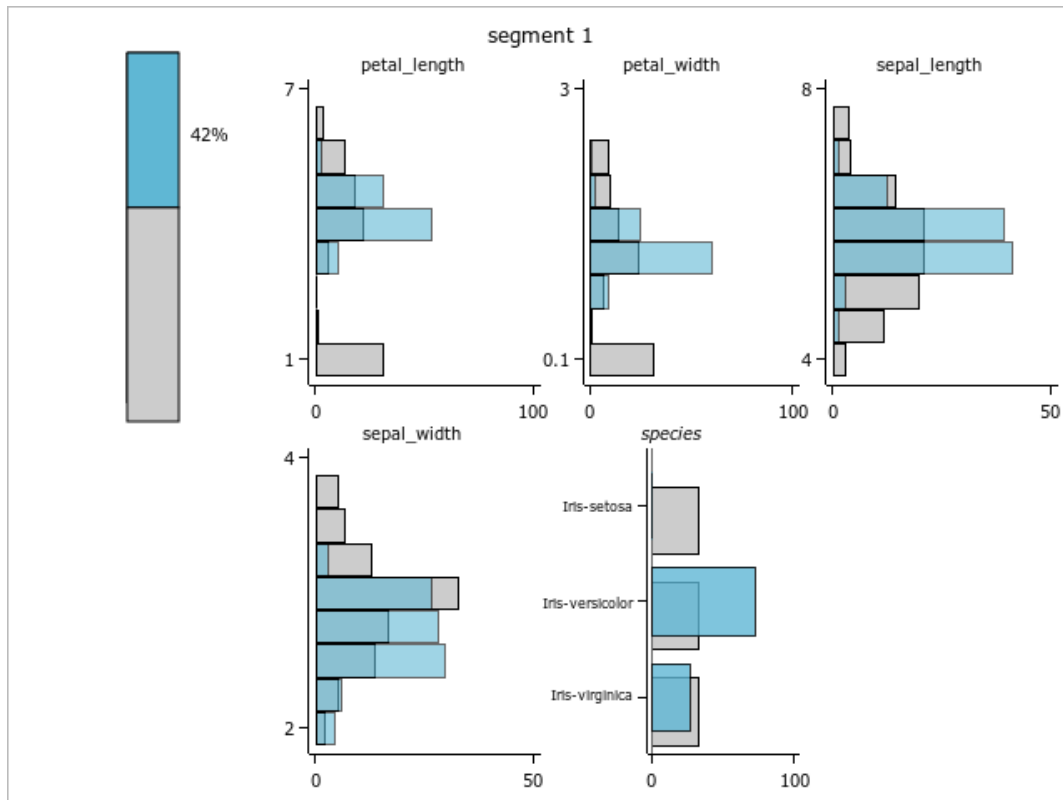 segment 1
42%
petal_length
7
1
0
100
petal_width
3
0.1
0
100
sepal_length
8
4
0
50
sepal_width
4
2
0
50
species
Iris-setosa
Iris-versicolor
Iris-virginica
0
100